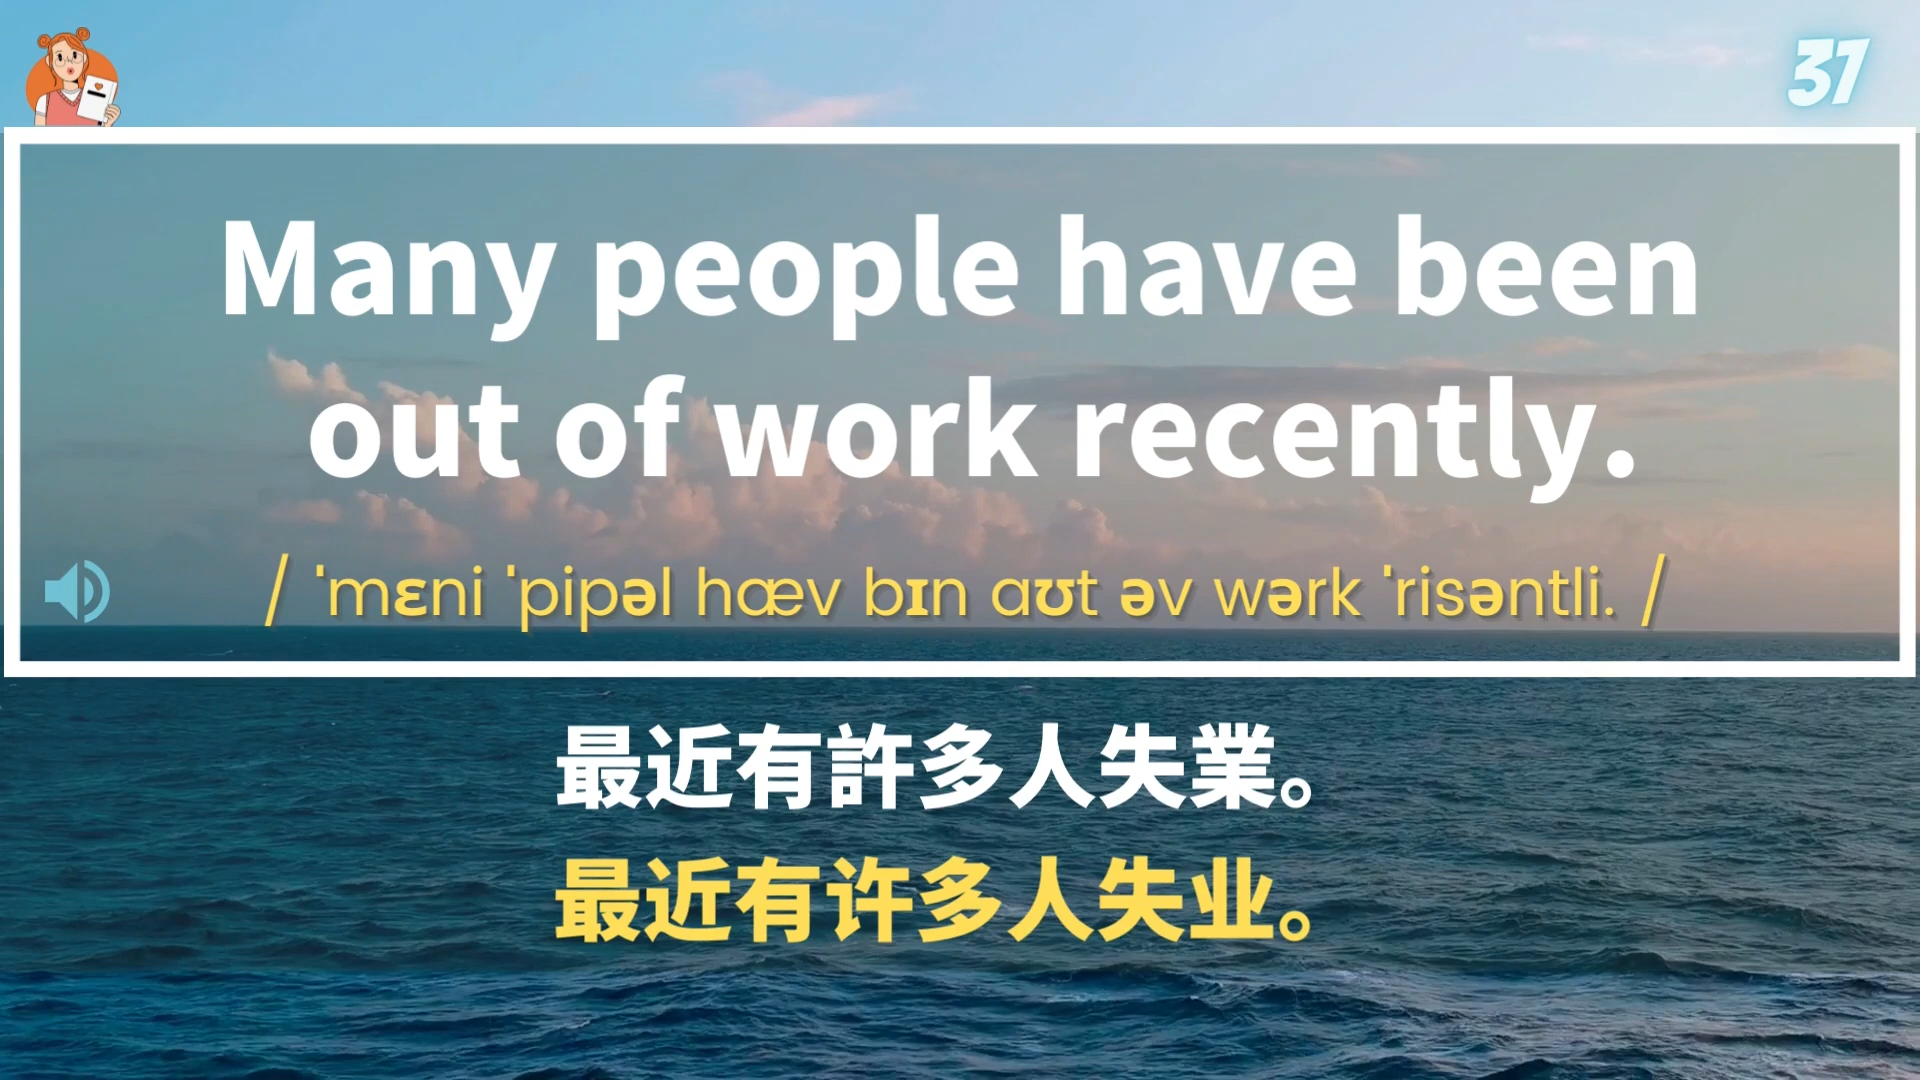 37
Many people have been
out of work recently.
/ ˈmɛni ˈpipəl hæv bɪn aʊt əv wərk ˈrisəntli. /
最近有許多人失業。
最近有许多人失业。